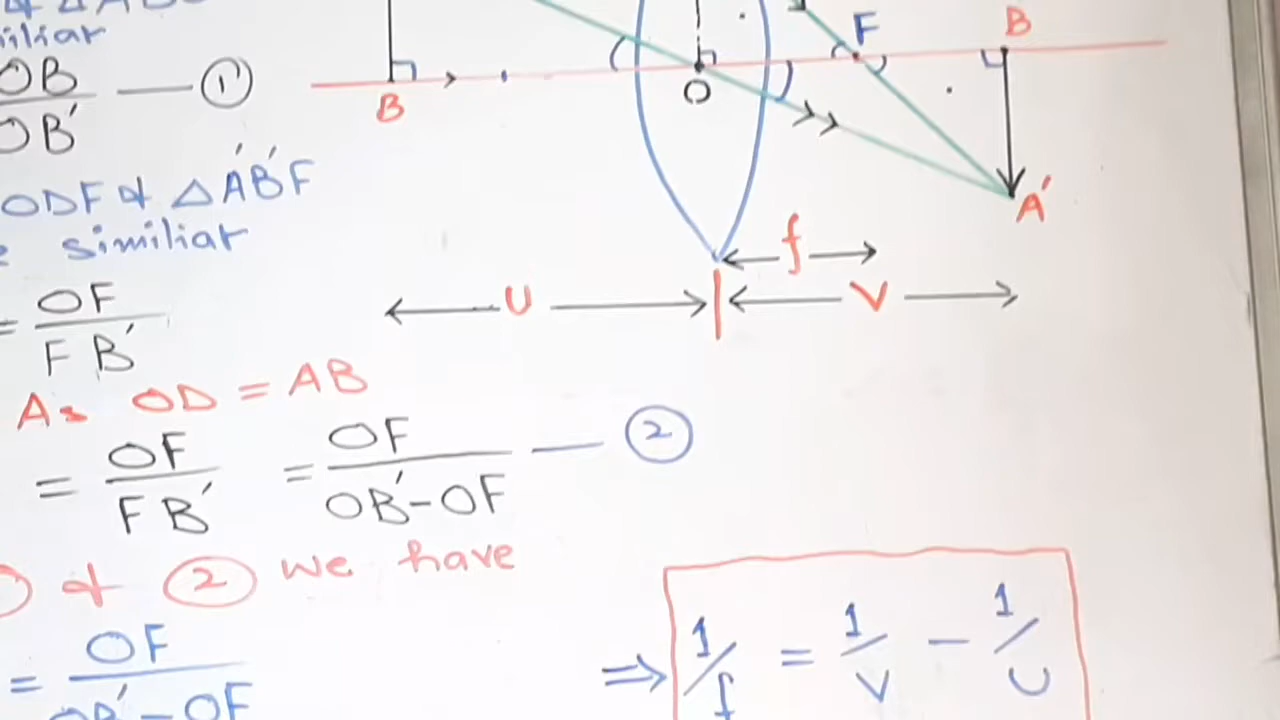 iiliar
OB
OB' — 1
ODF & △A'B'F
similiar
= OF
FB'
As OD = AB
= OF = OF — 2
FB' OB'-OF
& 2 we have
= OF
OB' - OF
B
O
F
B
A'
f
U
V
⇒ 1/f = 1/V - 1/U